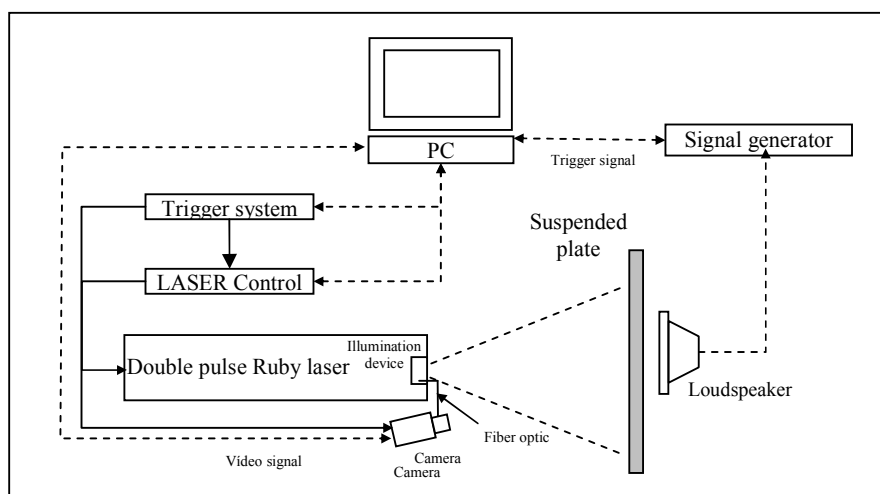 PC
Signal generator
Trigger signal
Trigger system
Suspended
plate
LASER Control
Illumination
device
Double pulse Ruby laser
Loudspeaker
Fiber optic
Camera
Camera
Vídeo signal